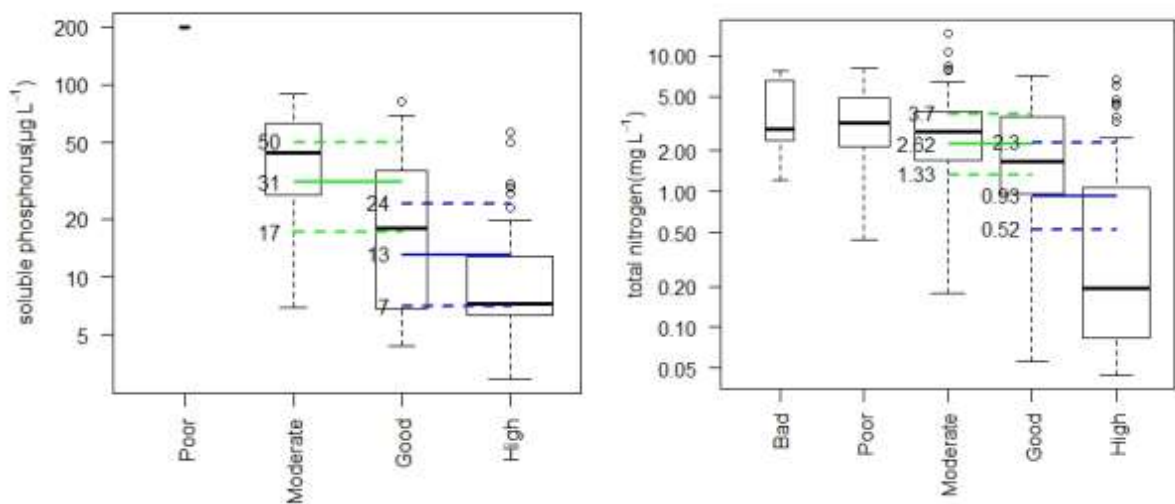 soluble phosphorus(µg L⁻¹)
200
100
50
20
10
5
50
31
17
24
13
7
Poor
Moderate
Good
High
total nitrogen(mg L⁻¹)
10.00
5.00
2.00
1.00
0.50
0.20
0.10
0.05
3.7
2.62
1.33
2.3
0.93
0.52
Bad
Poor
Moderate
Good
High